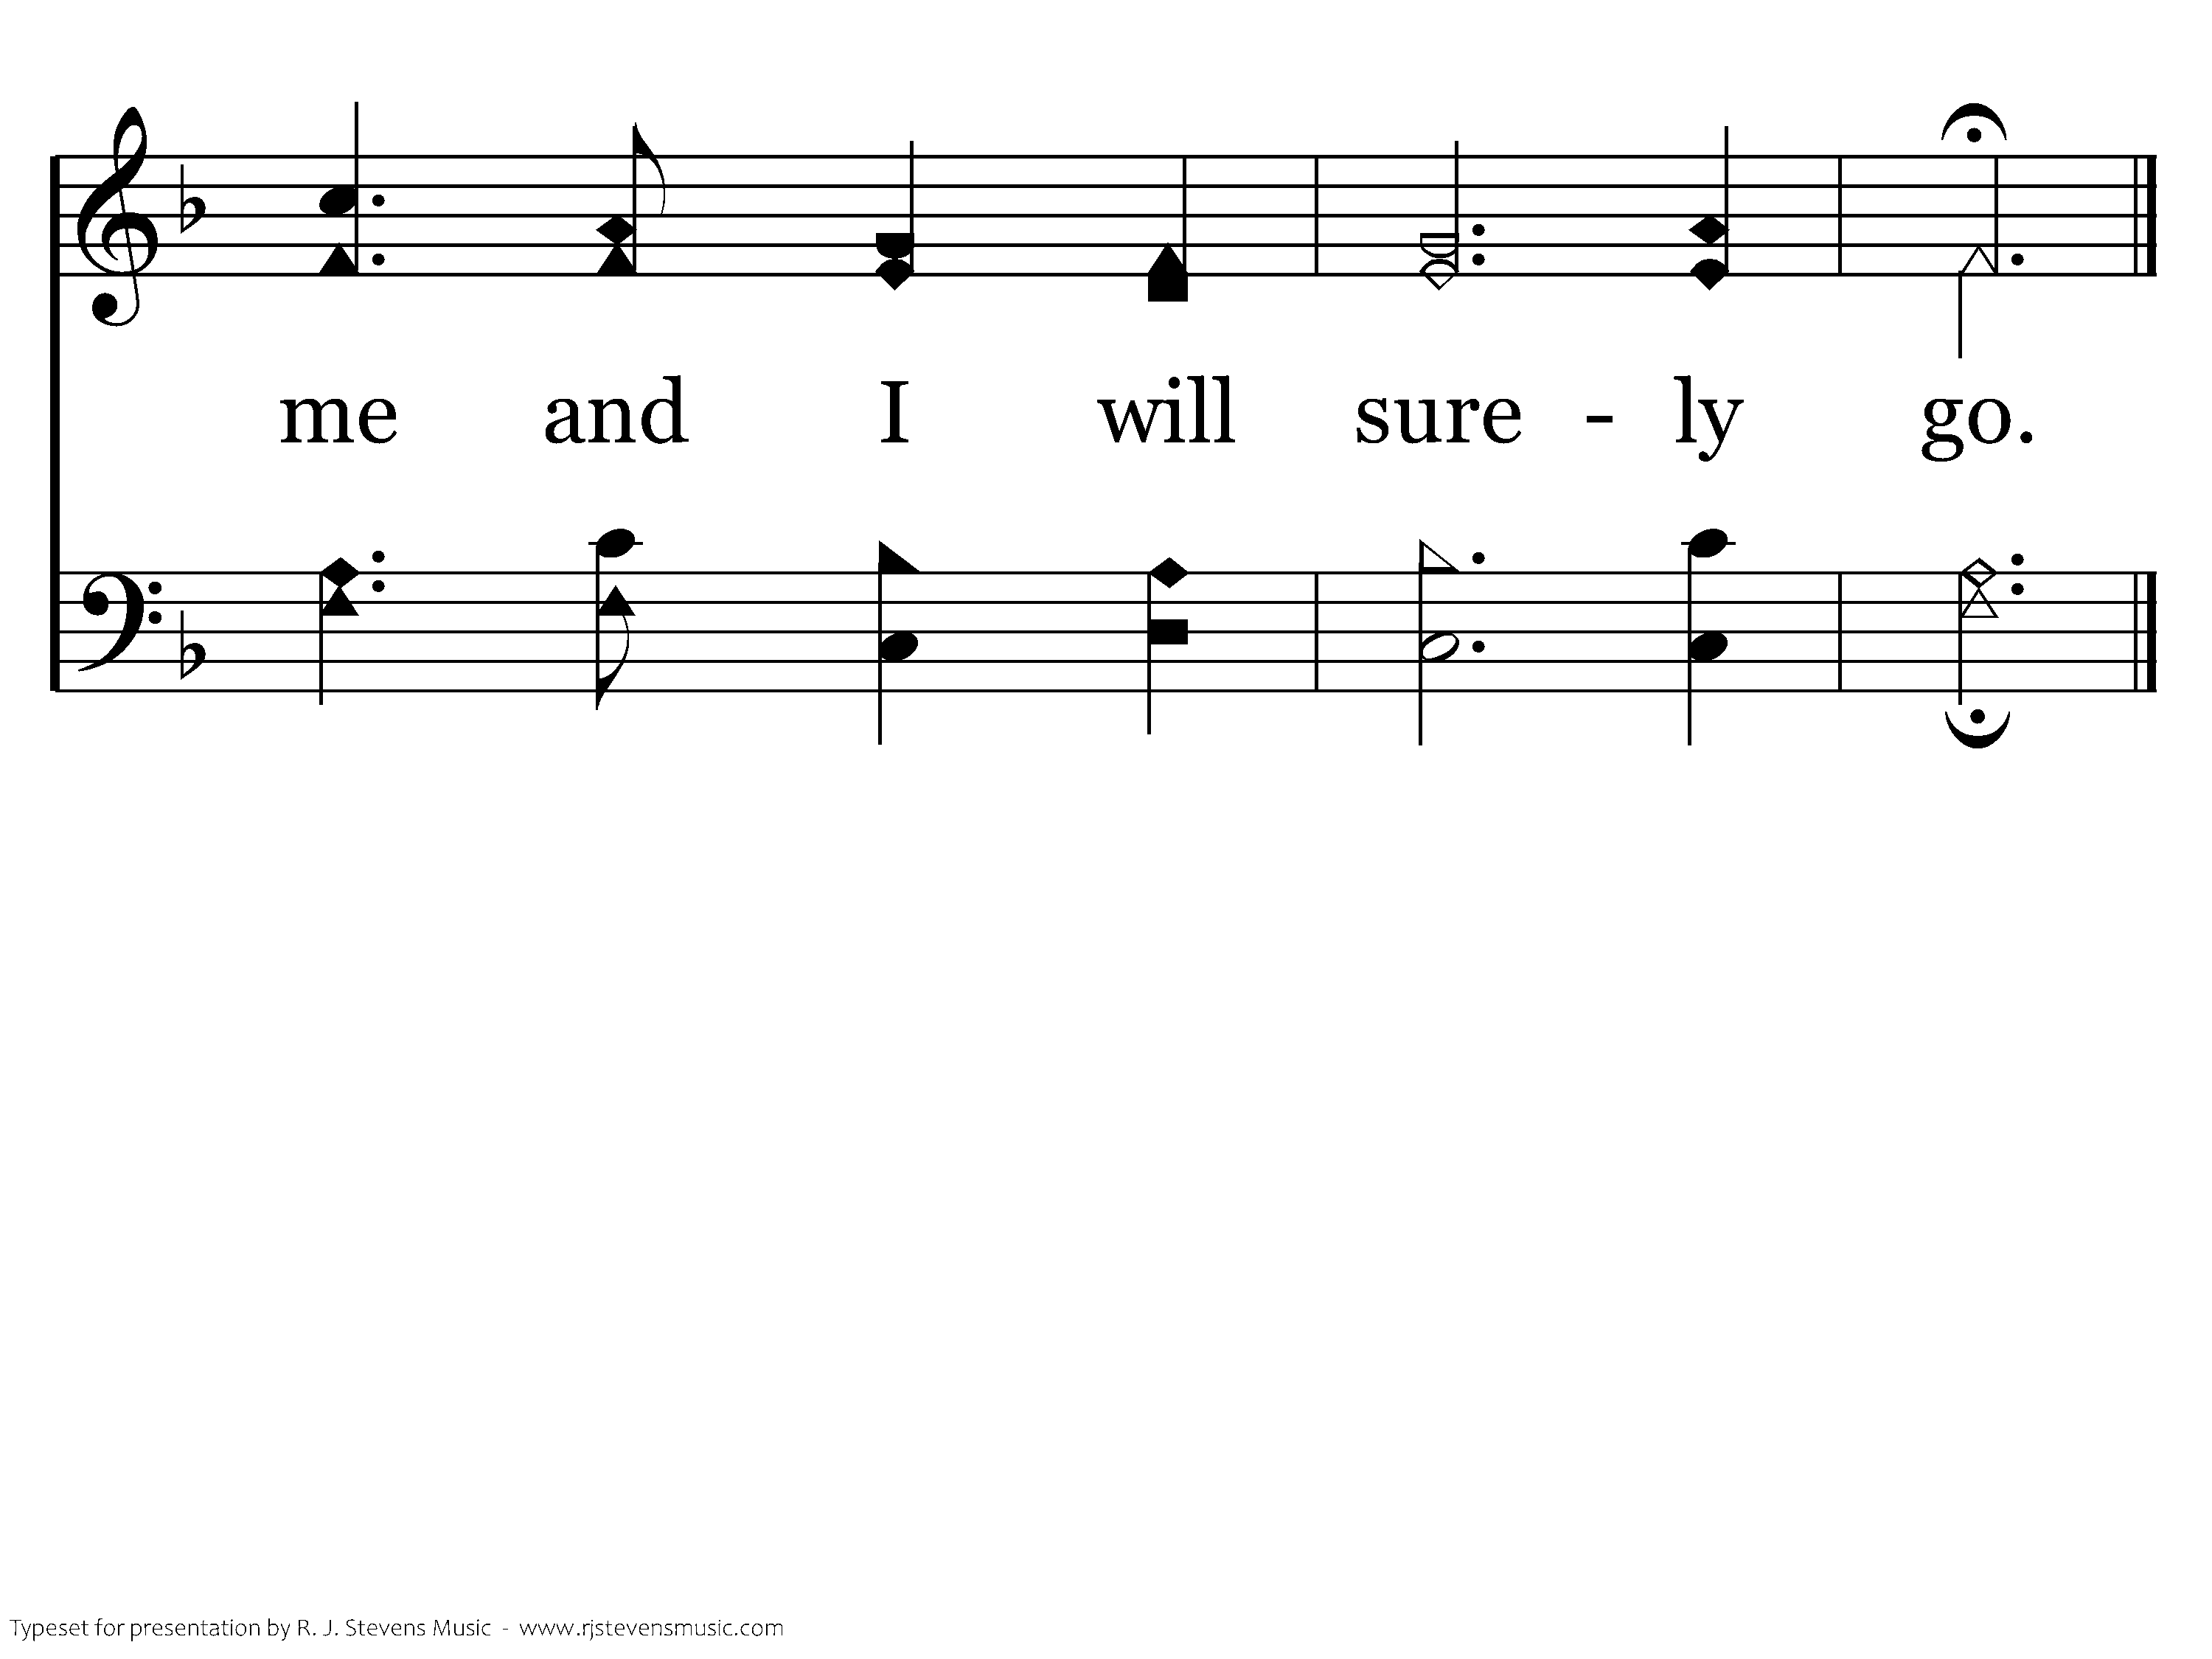 me and I will sure - ly go.
Typeset for presentation by R. J. Stevens Music - www.rjstevensmusic.com